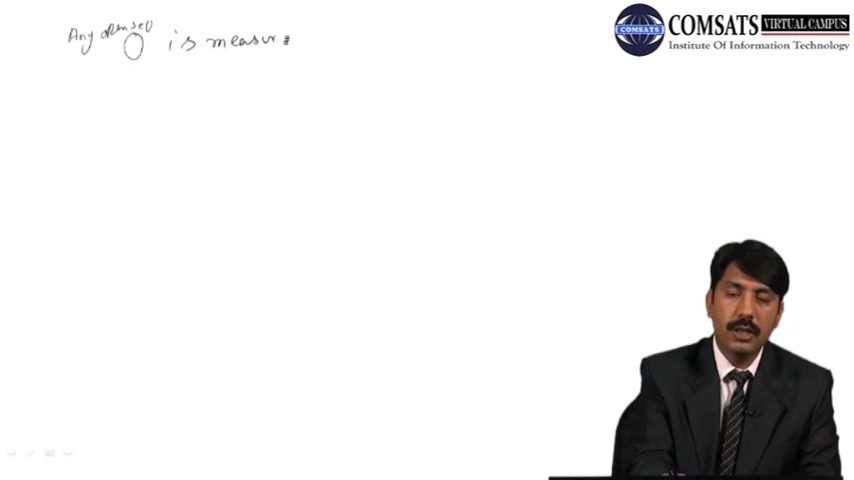 Any open set O is measur
COMSATS VIRTUAL CAMPUS
Institute Of Information Technology
COMSATS